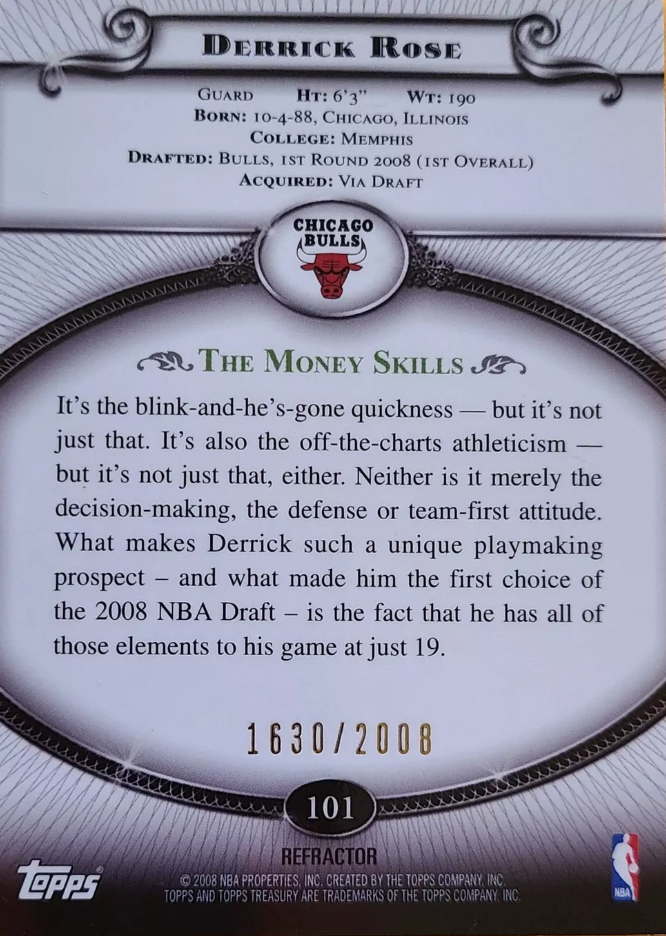 Derrick Rose
Guard Ht: 6'3" Wt: 190
Born: 10-4-88, Chicago, Illinois
College: Memphis
Drafted: Bulls, 1st Round 2008 (1st Overall)
Acquired: Via Draft
CHICAGO
BULLS
The Money Skills
It's the blink-and-he's-gone quickness — but it's not
just that. It's also the off-the-charts athleticism —
but it's not just that, either. Neither is it merely the
decision-making, the defense or team-first attitude.
What makes Derrick such a unique playmaking
prospect – and what made him the first choice of
the 2008 NBA Draft – is the fact that he has all of
those elements to his game at just 19.
1630/2008
101
REFRACTOR
Topps®
© 2008 NBA PROPERTIES, INC. CREATED BY THE TOPPS COMPANY, INC.
TOPPS AND TOPPS TREASURY ARE TRADEMARKS OF THE TOPPS COMPANY, INC.
NBA